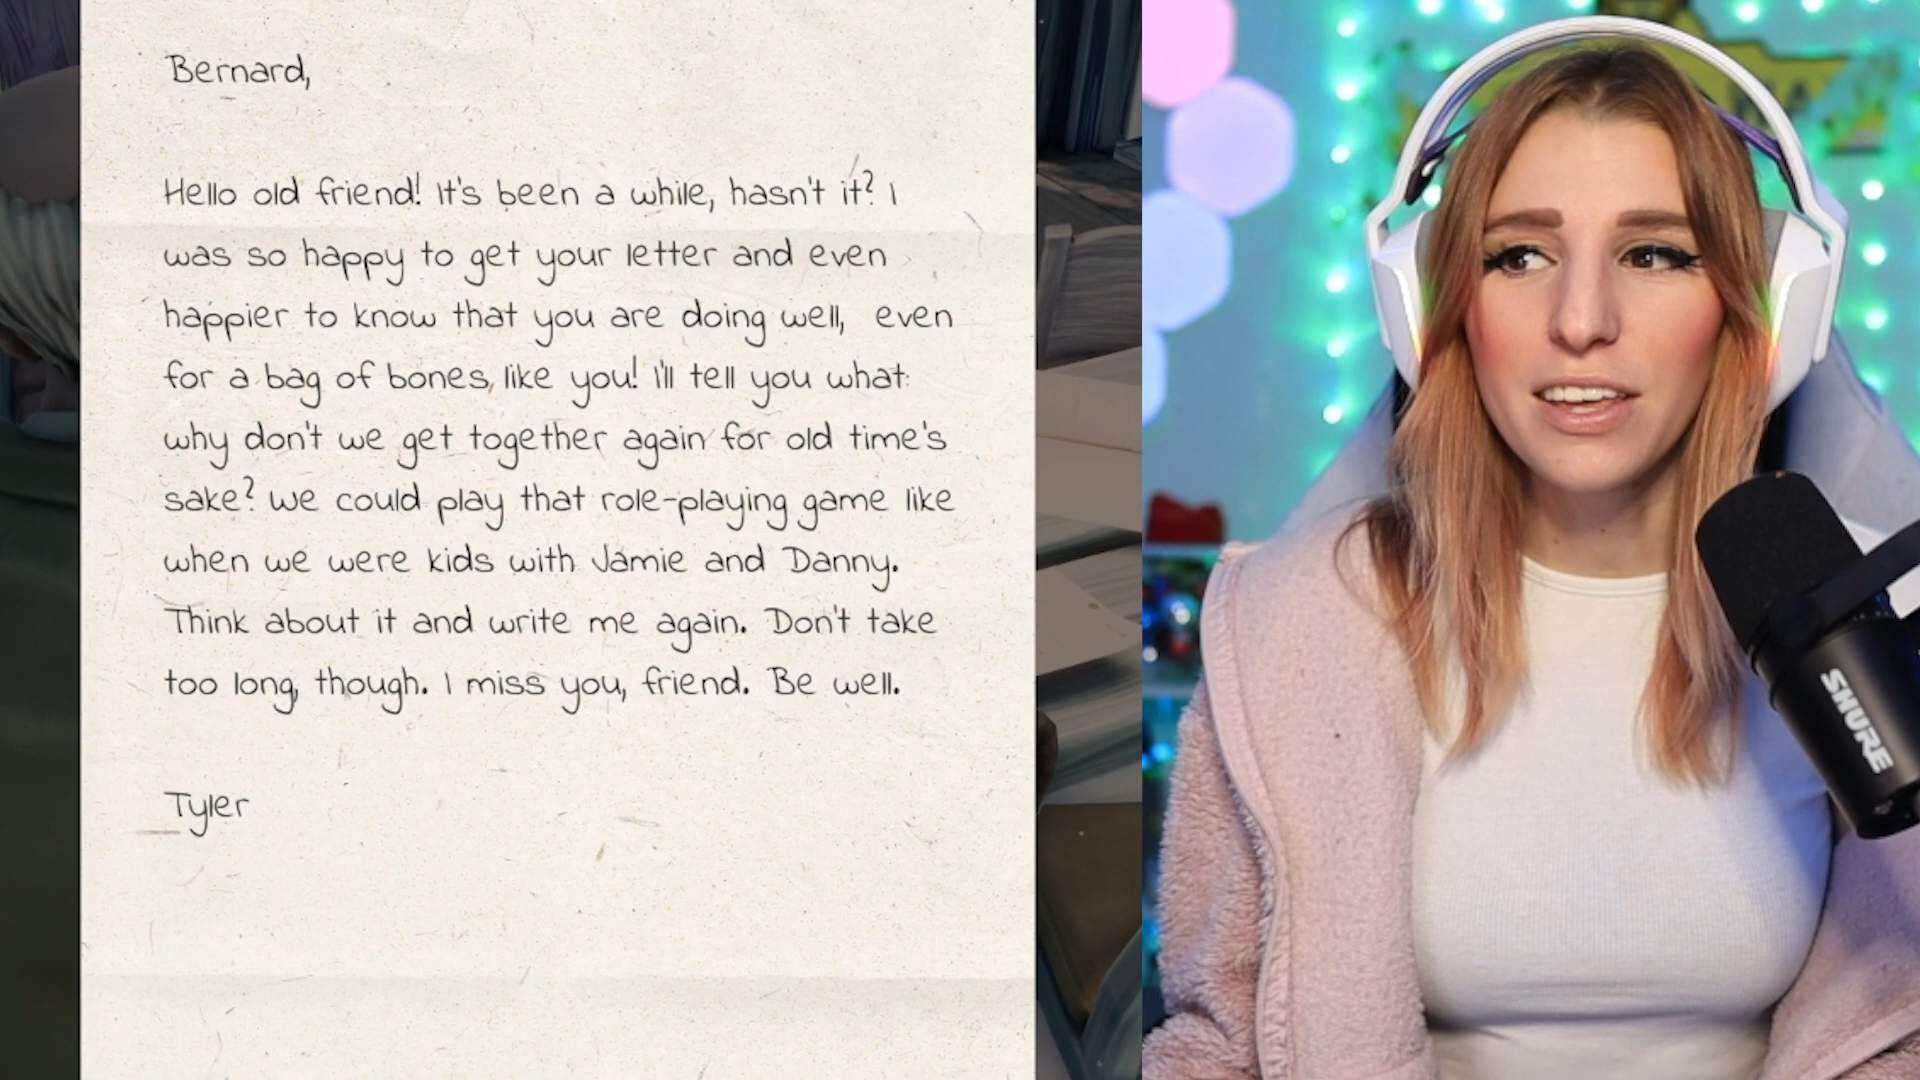 Bernard,
Hello old friend! It's been a while, hasn't it? I
was so happy to get your letter and even
happier to know that you are doing well, even
for a bag of bones, like you! I'll tell you what:
why don't we get together again for old time's
sake? We could play that role-playing game like
when we were kids with Jamie and Danny.
Think about it and write me again. Don't take
too long, though. I miss you, friend. Be well.
Tyler
SHURE